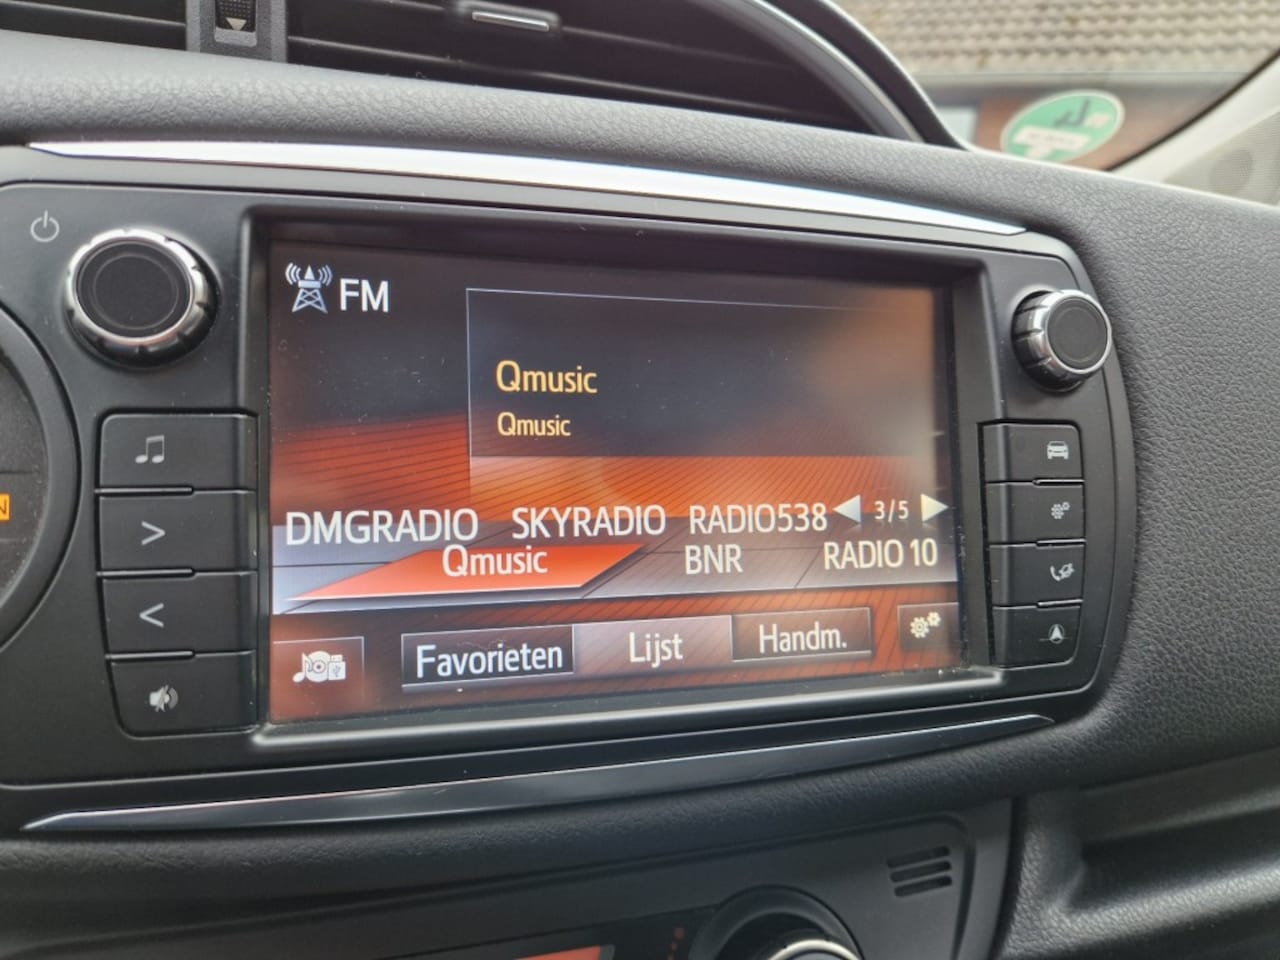 FM
Qmusic
Qmusic
DMGRADIO SKYRADIO RADIO538 3/5
Qmusic BNR RADIO 10
Favorieten Lijst Handm.